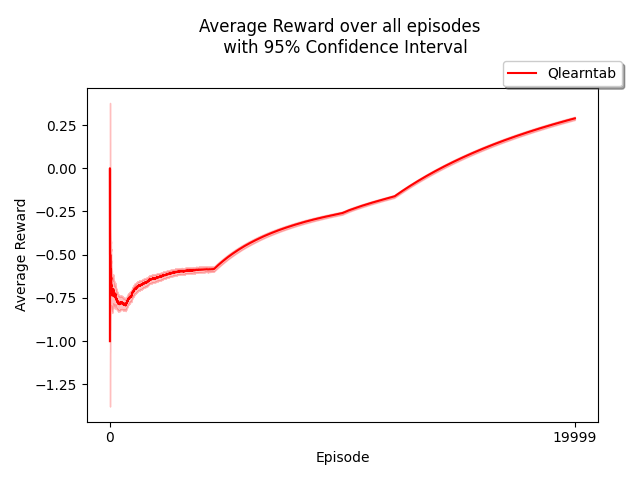 Average Reward over all episodes
with 95% Confidence Interval
Qlearntab
0.25
0.00
−0.25
−0.50
−0.75
−1.00
−1.25
Average Reward
0
19999
Episode